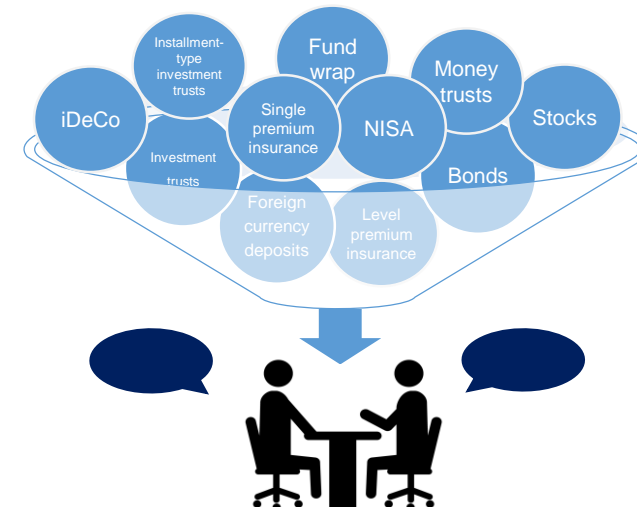 Installment-
type
investment
trusts
Fund
wrap
Money
trusts
iDeCo
Single
premium
insurance
NISA
Stocks
Investment
trusts
Bonds
Foreign
currency
deposits
Level
premium
insurance